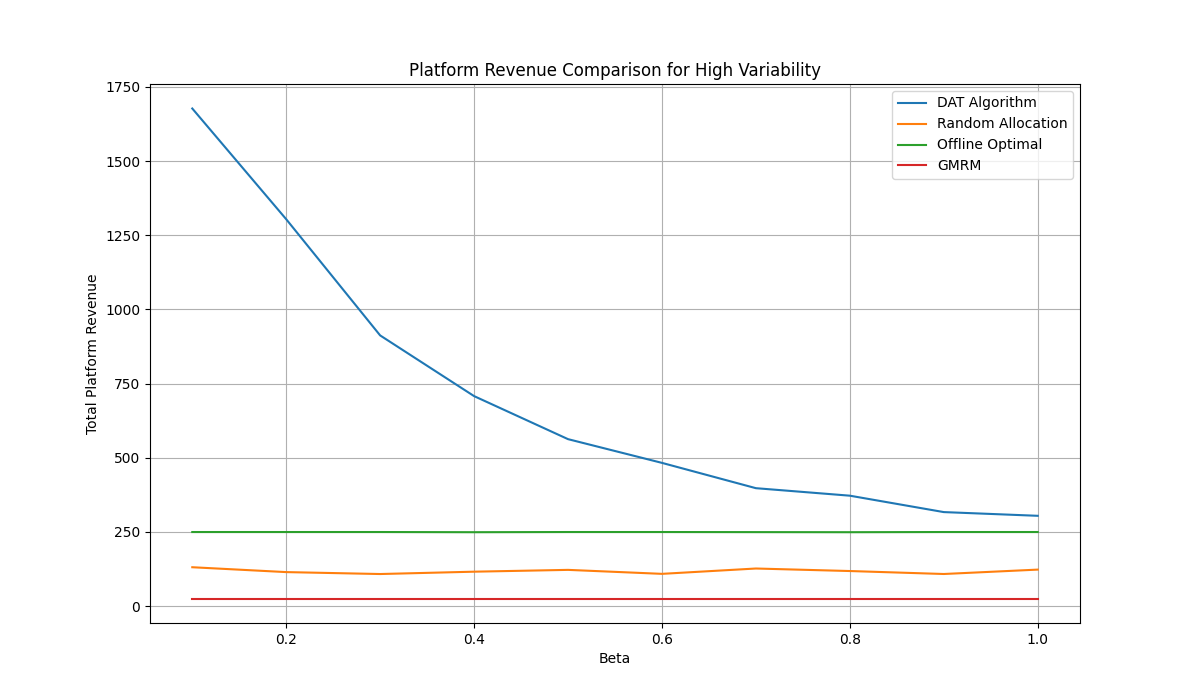 Platform Revenue Comparison for High Variability
DAT Algorithm
Random Allocation
Offline Optimal
GMRM
Total Platform Revenue
1750
1500
1250
1000
750
500
250
0
0.2
0.4
0.6
0.8
1.0
Beta